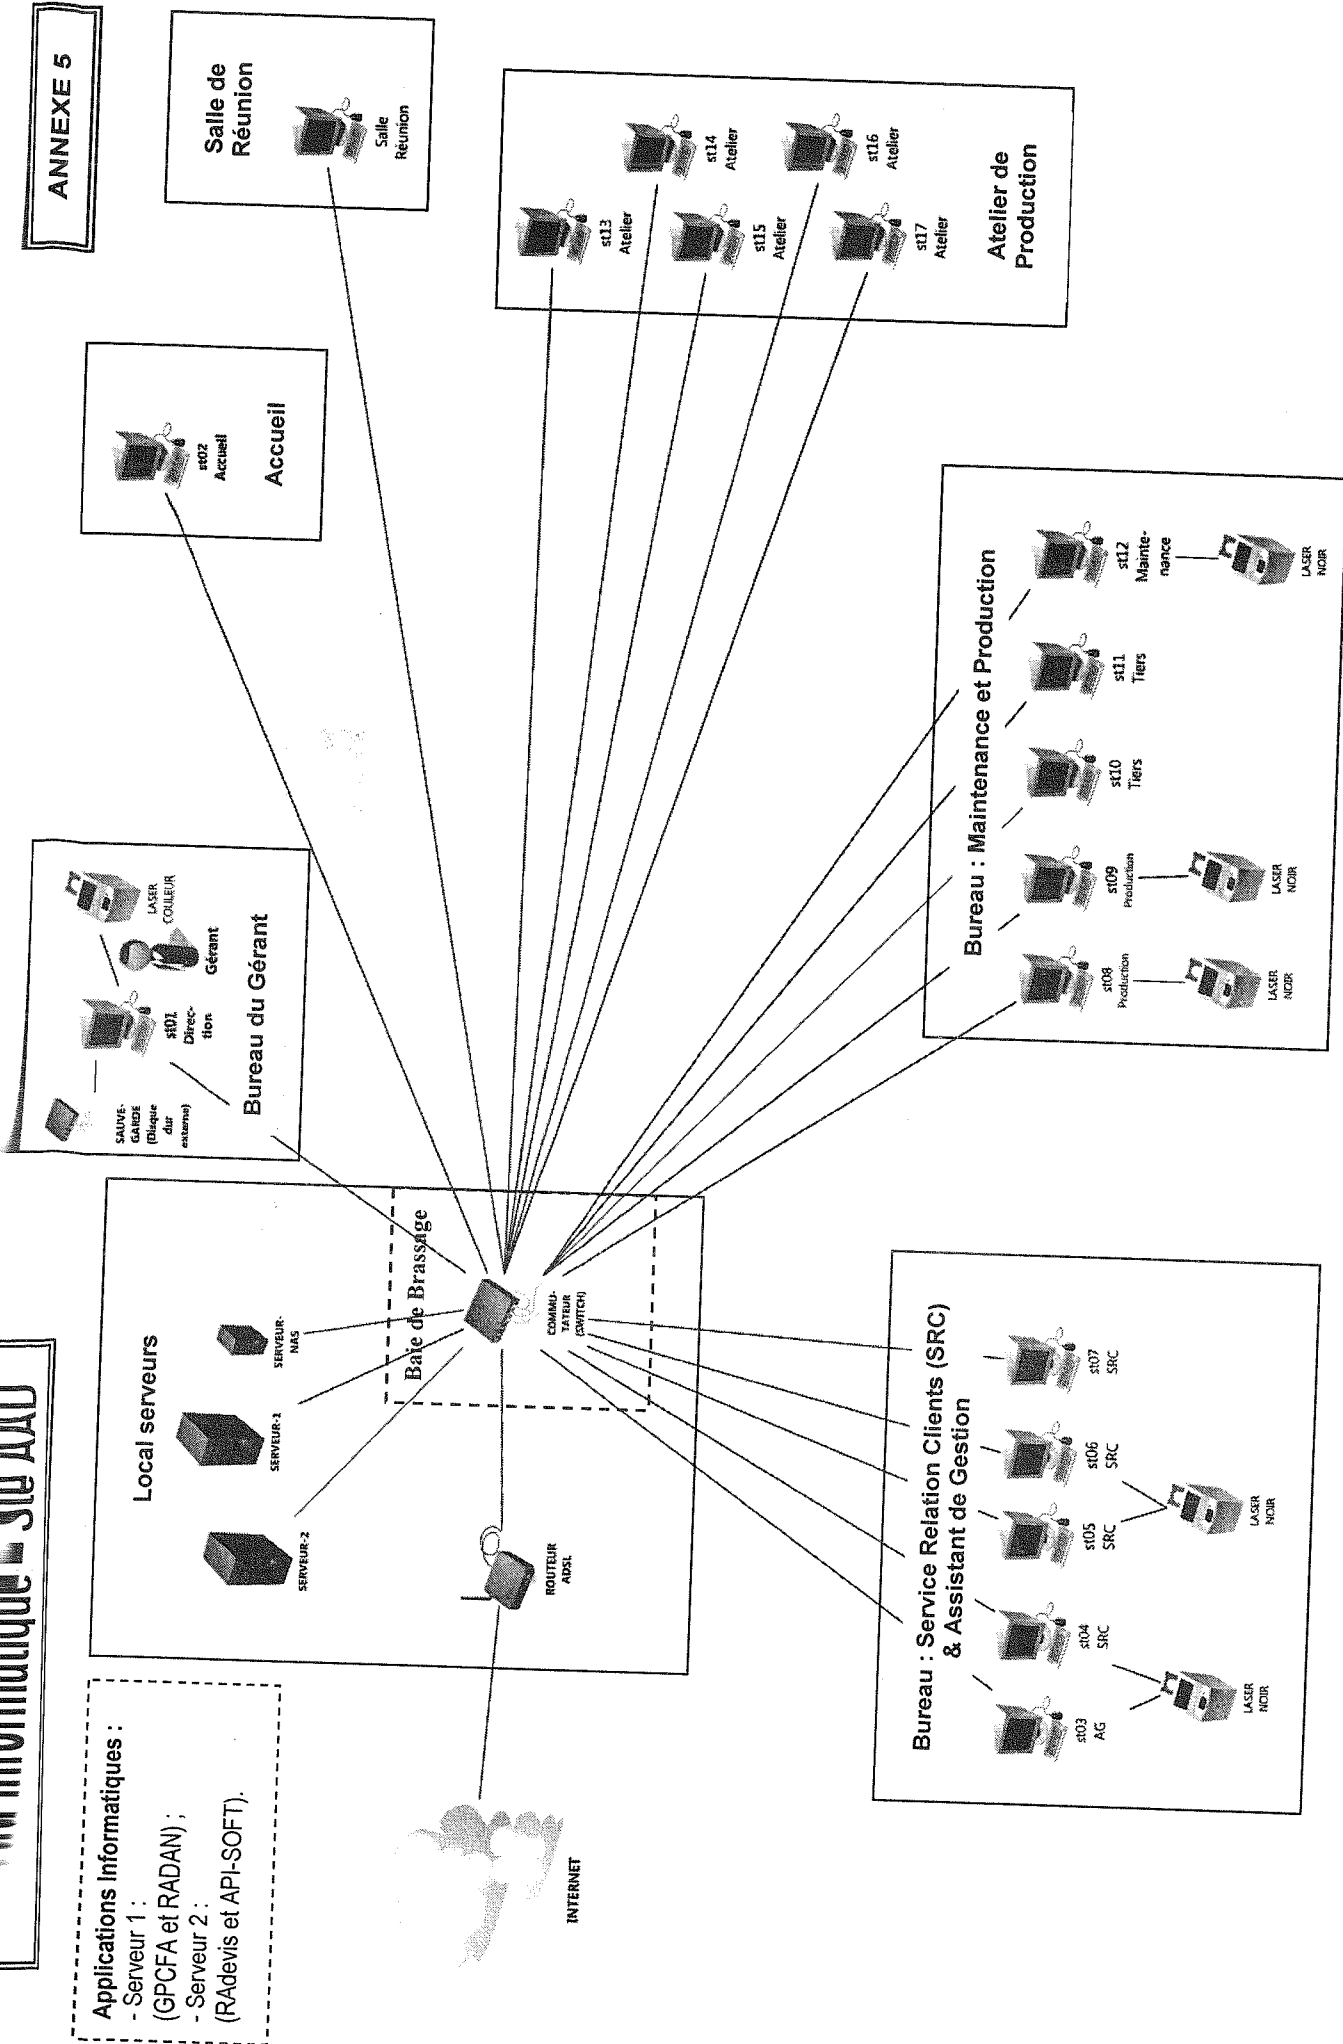 ANNEXE 5
Informatique
Sté AAD
Applications Informatiques :
- Serveur 1 :
(GPCFA et RADAN) ;
- Serveur 2 :
(RAdevis et API-SOFT).
INTERNET
Local serveurs
SERVEUR-2
SERVEUR-1
SERVEUR-
NAS
ROUTEUR
ADSL
Baie de Brassage
COMMU-
TATEUR
(SWITCH)
SAUVE-
GARDE
(Disque
dur
externe)
st01
Direc-
tion
Gérant
LASER
COULEUR
Bureau du Gérant
st02
Accueil
Accueil
Salle de
Réunion
Salle
Réunion
st13
Atelier
st14
Atelier
st15
Atelier
st16
Atelier
st17
Atelier
Atelier de
Production
Bureau : Service Relation Clients (SRC)
& Assistant de Gestion
st03
AG
st04
SRC
st05
SRC
st06
SRC
st07
SRC
LASER
NOIR
LASER
NOIR
Bureau : Maintenance et Production
st08
Production
st09
Production
st10
Tiers
st11
Tiers
st12
Mainte-
nance
LASER
NOIR
LASER
NOIR
LASER
NOIR